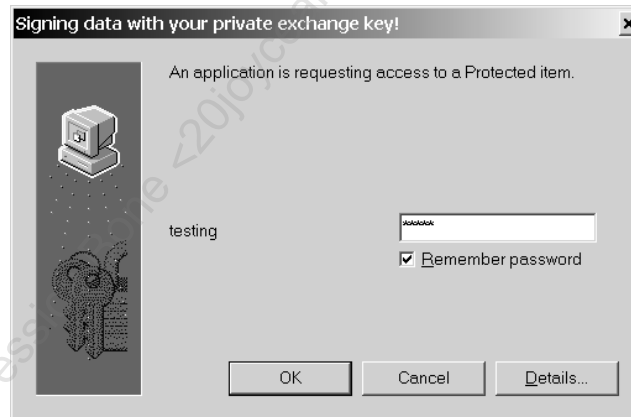 Signing data with your private exchange key!
An application is requesting access to a Protected item.
testing
******
Remember password
OK
Cancel
Details...